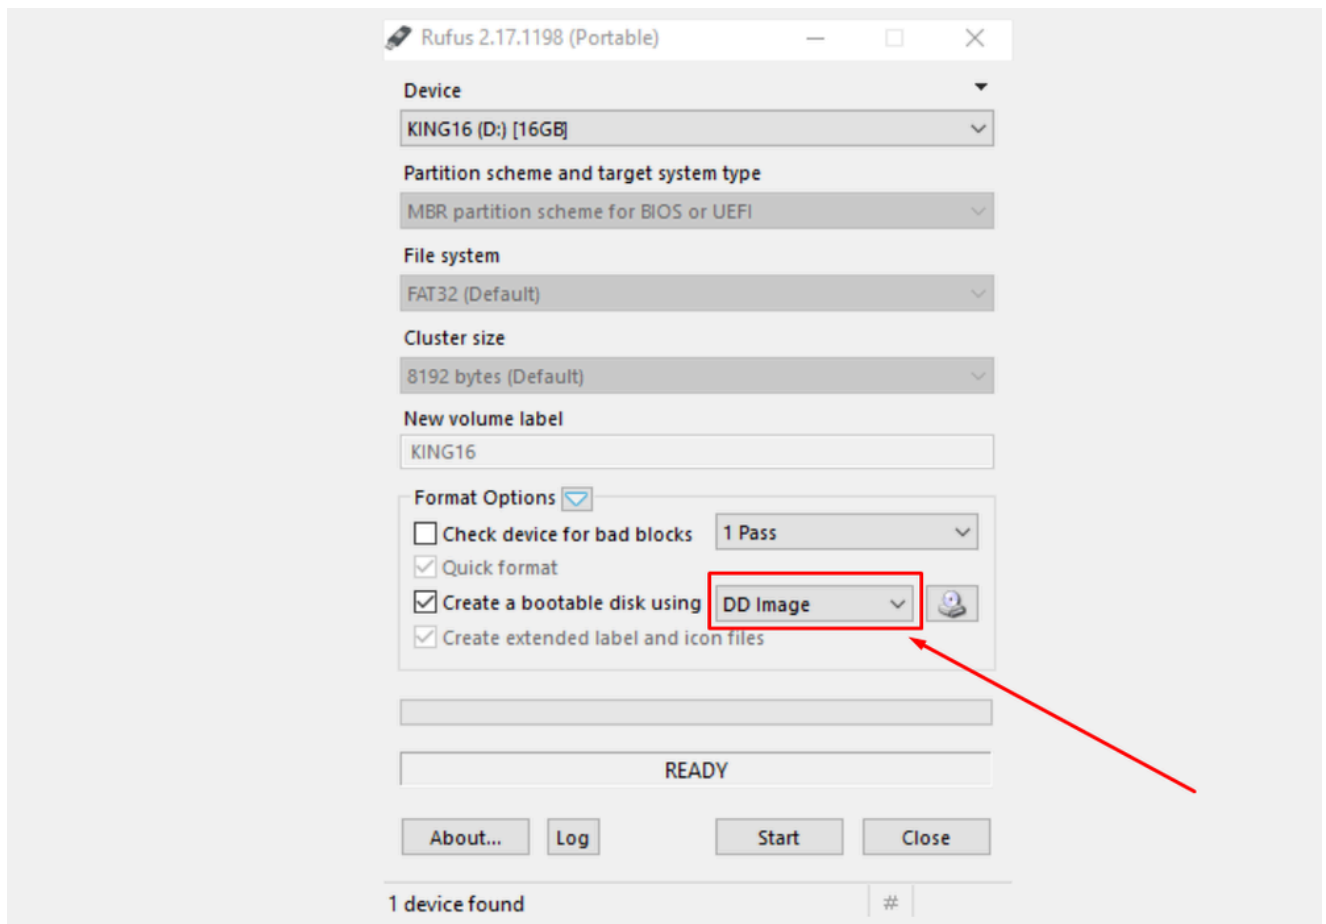 Rufus 2.17.1198 (Portable)
Device
KING16 (D:) [16GB]
Partition scheme and target system type
MBR partition scheme for BIOS or UEFI
File system
FAT32 (Default)
Cluster size
8192 bytes (Default)
New volume label
KING16
Format Options
Check device for bad blocks 1 Pass
Quick format
Create a bootable disk using DD Image
Create extended label and icon files
READY
About... Log Start Close
1 device found #